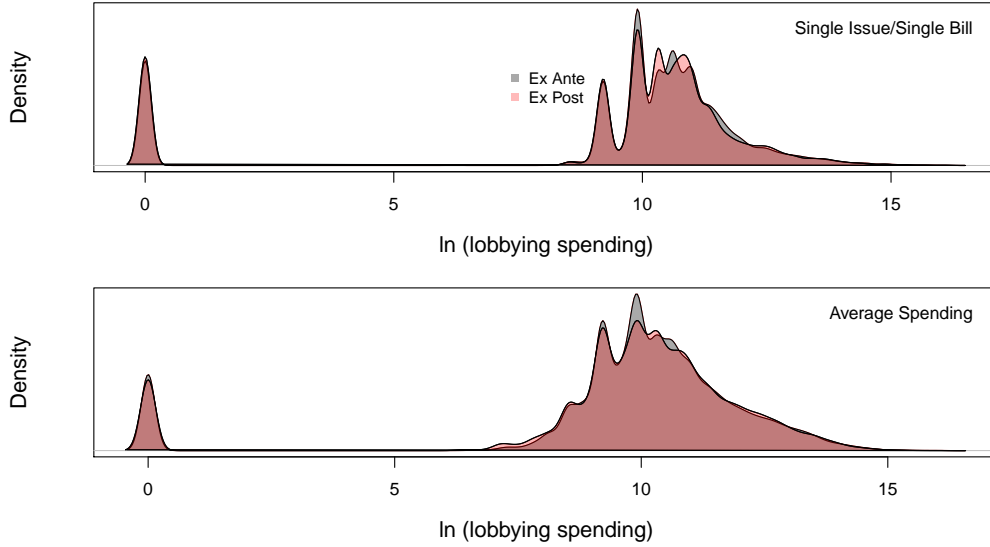 Single Issue/Single Bill
Density
Ex Ante
Ex Post
0 5 10 15
ln (lobbying spending)
Average Spending
Density
0 5 10 15
ln (lobbying spending)